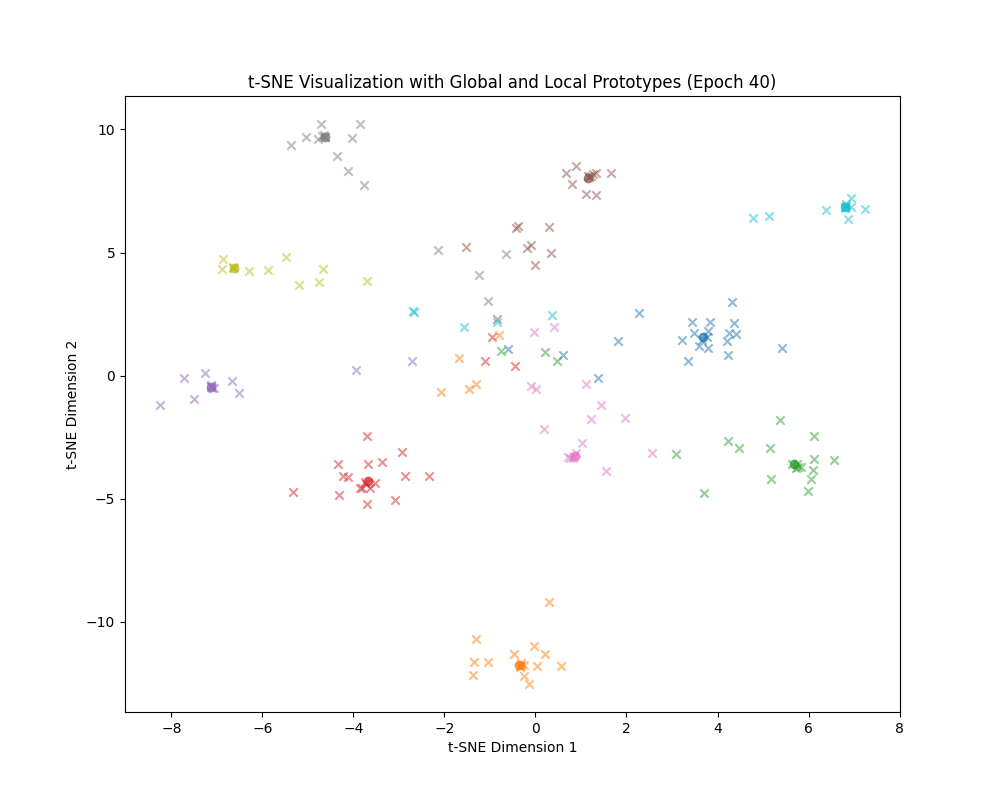 t-SNE Visualization with Global and Local Prototypes (Epoch 40)
10
5
0
−5
−10
t-SNE Dimension 2
−8 −6 −4 −2 0 2 4 6 8
t-SNE Dimension 1